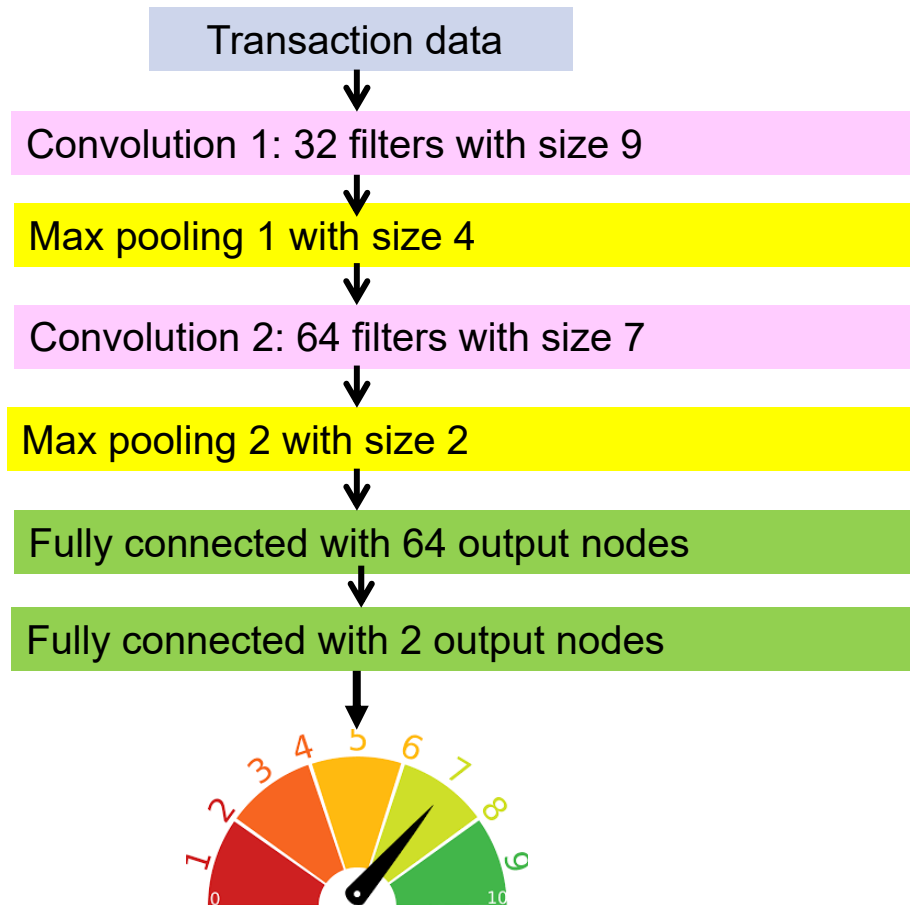 Transaction data
Convolution 1: 32 filters with size 9
Max pooling 1 with size 4
Convolution 2: 64 filters with size 7
Max pooling 2 with size 2
Fully connected with 64 output nodes
Fully connected with 2 output nodes
0 1 2 3 4 5 6 7 8 9 10